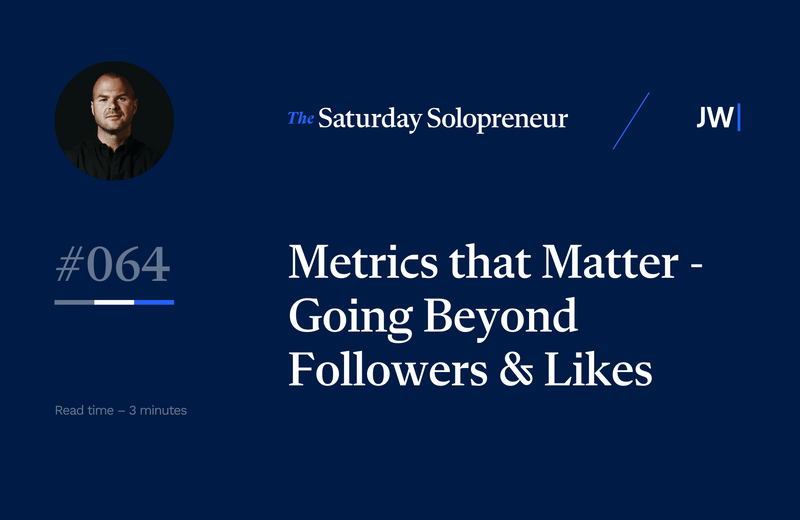 The Saturday Solopreneur
JW|
#064
Metrics that Matter -
Going Beyond
Followers & Likes
Read time – 3 minutes